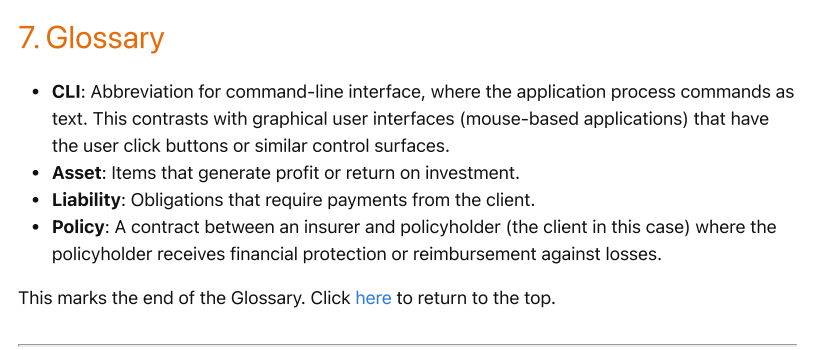 7. Glossary
• CLI: Abbreviation for command-line interface, where the application process commands as
text. This contrasts with graphical user interfaces (mouse-based applications) that have
the user click buttons or similar control surfaces.
• Asset: Items that generate profit or return on investment.
• Liability: Obligations that require payments from the client.
• Policy: A contract between an insurer and policyholder (the client in this case) where the
policyholder receives financial protection or reimbursement against losses.
This marks the end of the Glossary. Click here to return to the top.